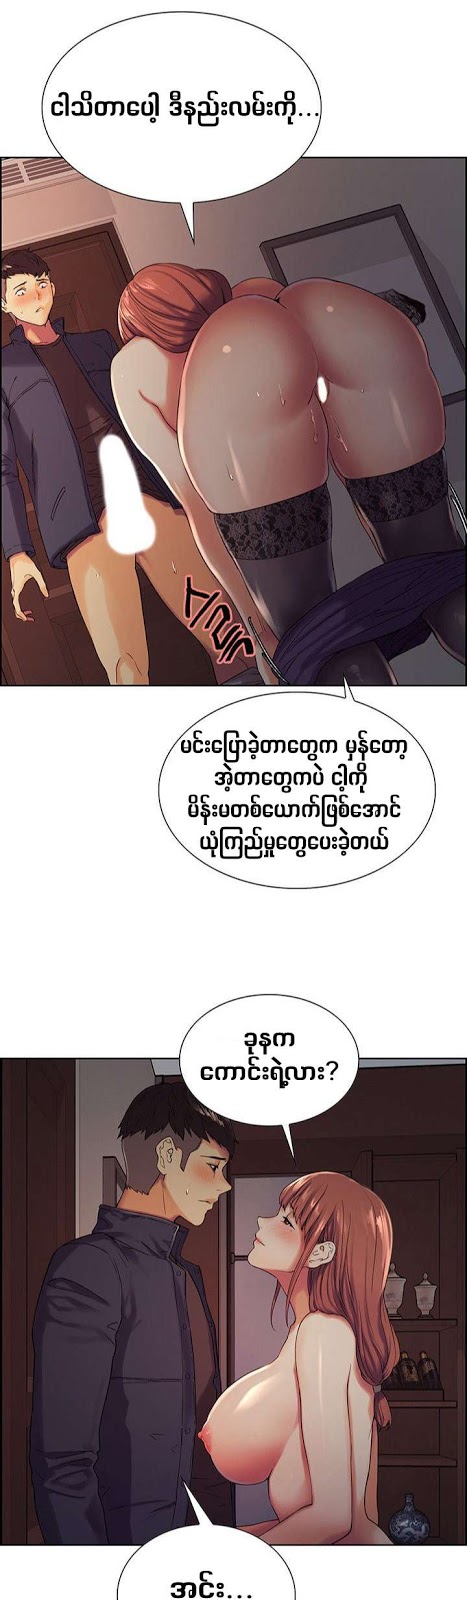 ငါသိတာပေါ့ ဒီနည်းလမ်းကို...
스륵
မင်းပြောခဲ့တာတွေက မှန်တော့
အဲ့တာတွေကပဲ ငါ့ကို
မိန်းမတစ်ယောက်ဖြစ်အောင်
ယုံကြည်မှုတွေပေးခဲ့တယ်
ခုနက
ကောင်းရဲ့လား?
အင်း...